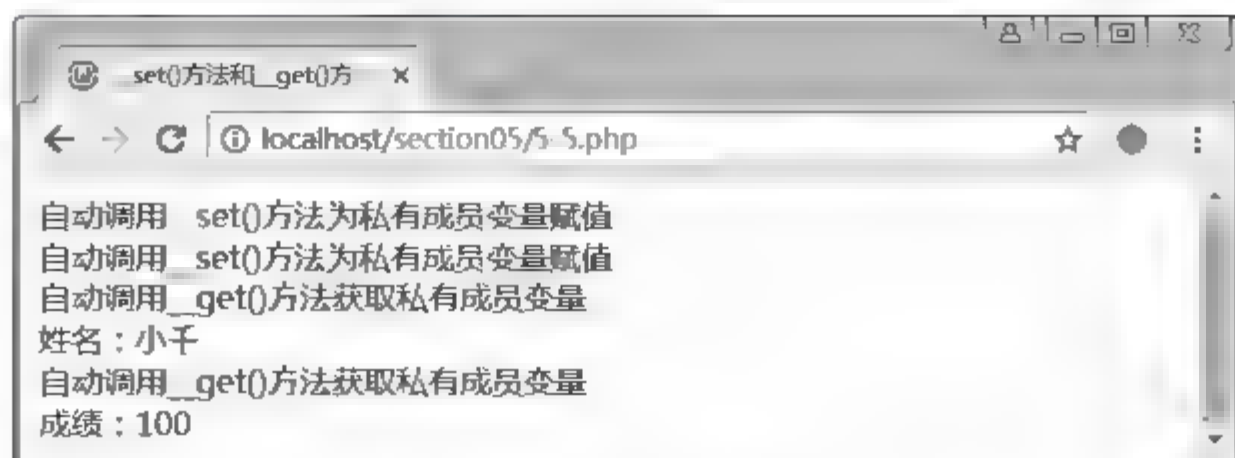 __set()方法和__get()方
localhost/section05/5-5.php
自动调用__set()方法为私有成员变量赋值
自动调用__set()方法为私有成员变量赋值
自动调用__get()方法获取私有成员变量
姓名：小千
自动调用__get()方法获取私有成员变量
成绩：100